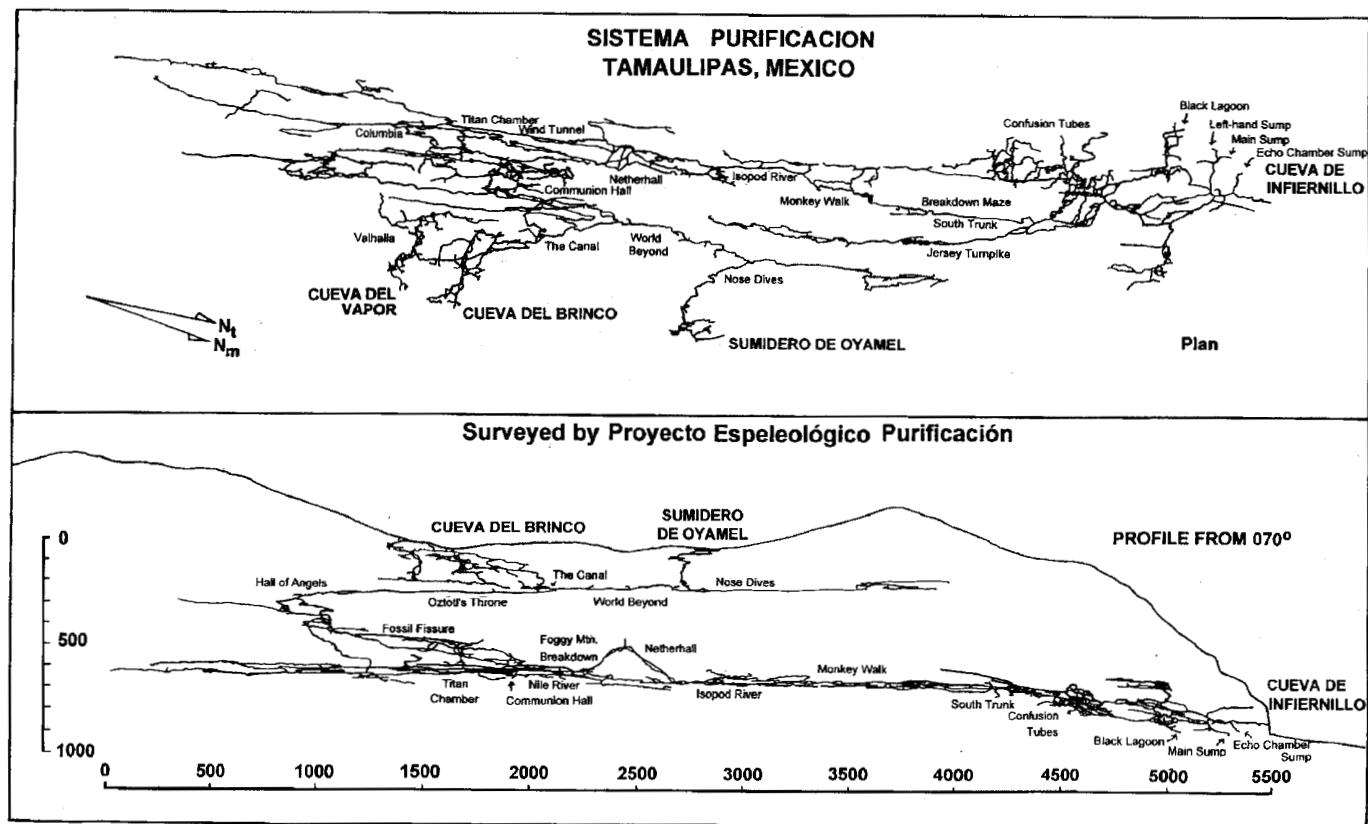 SISTEMA PURIFICACION
TAMAULIPAS, MEXICO
Black Lagoon
Left-hand Sump
Main Sump
Echo Chamber Sump
CUEVA DE
INFIERNILLO
Confusion Tubes
Titan Chamber
Columbia
Wind Tunnel
Netherhall
Isopod River
Communion Hall
Monkey Walk
Breakdown Maze
South Trunk
Valhalla
The Canal
World
Beyond
Jersey Turnpike
Nose Dives
CUEVA DEL
VAPOR
CUEVA DEL BRINCO
SUMIDERO DE OYAMEL
Plan
Nt
Nm
Surveyed by Proyecto Espeleológico Purificación
CUEVA DEL BRINCO
SUMIDERO
DE OYAMEL
PROFILE FROM 070º
0
500
1000
Hall of Angels
The Canal
Nose Dives
Oztotl's Throne
World Beyond
Fossil Fissure
Foggy Mtn.
Breakdown
Netherhall
Monkey Walk
Titan
Chamber
Nile River
Communion Hall
Isopod River
South Trunk
Confusion
Tubes
CUEVA DE
INFIERNILLO
Black Lagoon
Main Sump
Echo Chamber
Sump
0 500 1000 1500 2000 2500 3000 3500 4000 4500 5000 5500